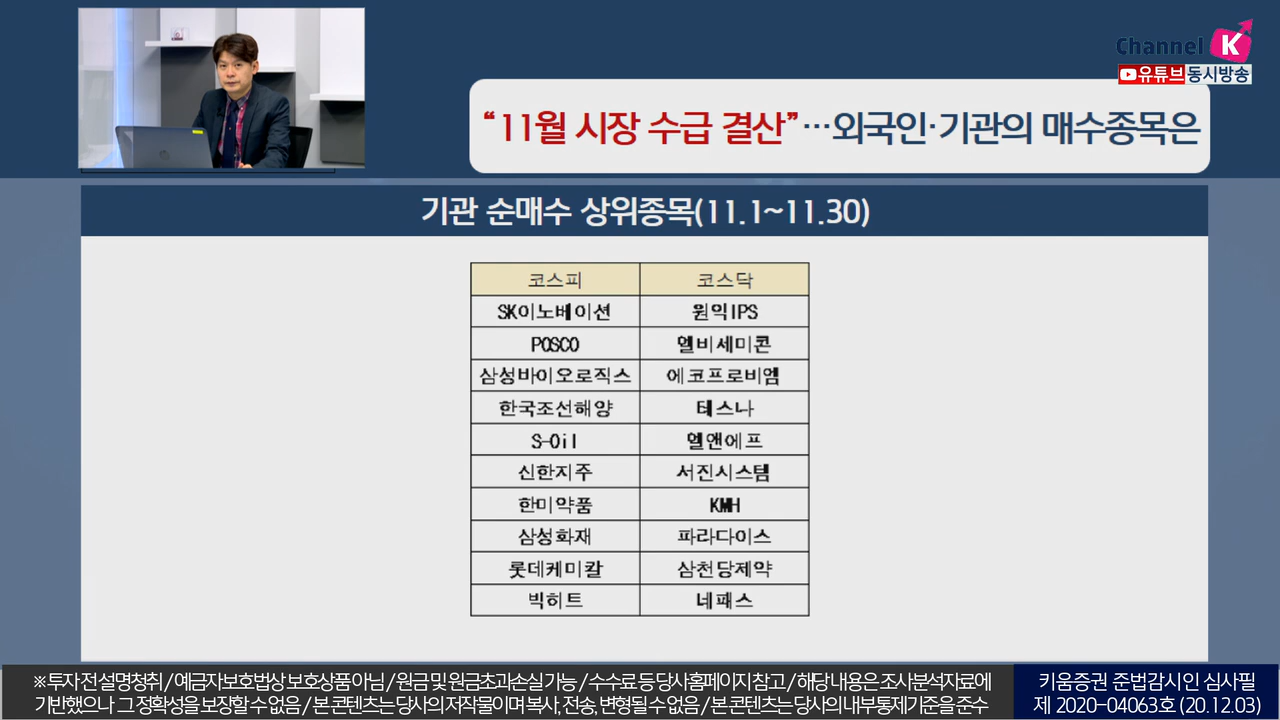 Channel K
유튜브 동시방송
“11월 시장 수급 결산”…외국인·기관의 매수종목은
기관 순매수 상위종목(11.1~11.30)
코스피 코스닥
SK이노베이션 원익IPS
POSCO 엘비세미콘
삼성바이오로직스 에코프로비엠
한국조선해양 테스나
S-Oil 엘앤에프
신한지주 서진시스템
한미약품 KMH
삼성화재 파라다이스
롯데케미칼 삼천당제약
빅히트 네패스
※ 투자 전 설명청취 / 예금자보호법상 보호상품 아님 / 원금 및 원금초과손실 가능 / 수수료 등 당사홈페이지 참고 / 해당 내용은 조사분석자료에
기반했으나 그 정확성을 보장할 수 없음 / 본 콘텐츠는 당사의 저작물이며 복사, 전송, 변형될 수 없음 / 본 콘텐츠는 당사의 내부통제기준을 준수
키움증권 준법감시인 심사필
제 2020-04063호 (20.12.03)